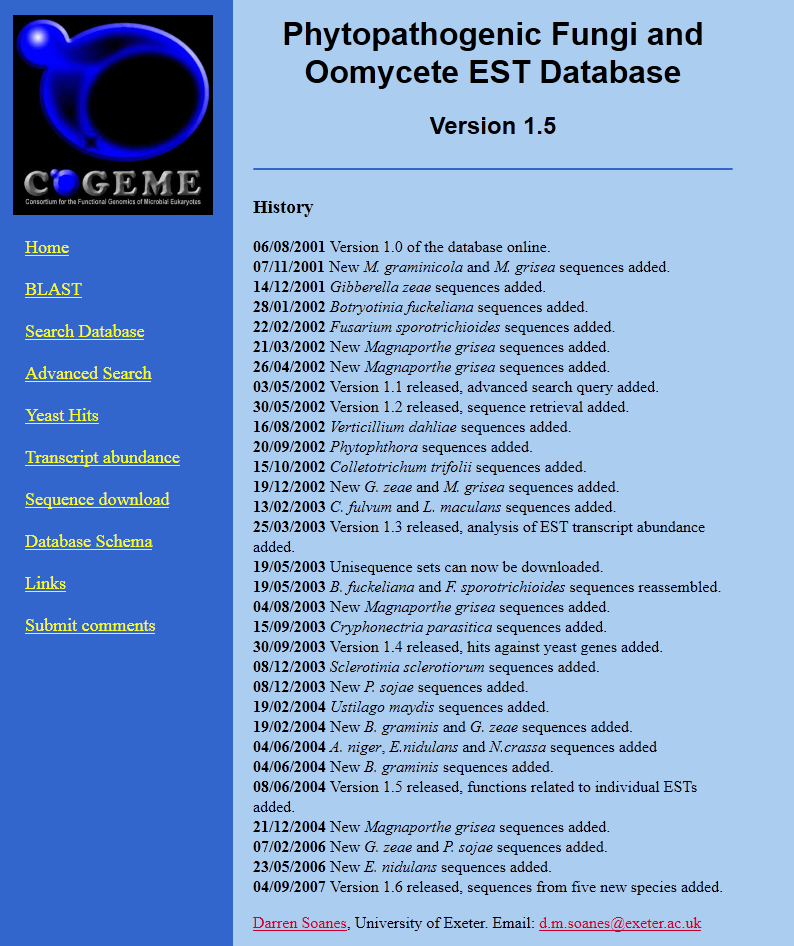 COGEME
Consortium for the Functional Genomics of Microbial Eukaryotes
Home
BLAST
Search Database
Advanced Search
Yeast Hits
Transcript abundance
Sequence download
Database Schema
Links
Submit comments
Phytopathogenic Fungi and
Oomycete EST Database
Version 1.5
History
06/08/2001 Version 1.0 of the database online.
07/11/2001 New M. graminicola and M. grisea sequences added.
14/12/2001 Gibberella zeae sequences added.
28/01/2002 Botryotinia fuckeliana sequences added.
22/02/2002 Fusarium sporotrichioides sequences added.
21/03/2002 New Magnaporthe grisea sequences added.
26/04/2002 New Magnaporthe grisea sequences added.
03/05/2002 Version 1.1 released, advanced search query added.
30/05/2002 Version 1.2 released, sequence retrieval added.
16/08/2002 Verticillium dahliae sequences added.
20/09/2002 Phytophthora sequences added.
15/10/2002 Colletotrichum trifolii sequences added.
19/12/2002 New G. zeae and M. grisea sequences added.
13/02/2003 C. fulvum and L. maculans sequences added.
25/03/2003 Version 1.3 released, analysis of EST transcript abundance
added.
19/05/2003 Unisequence sets can now be downloaded.
19/05/2003 B. fuckeliana and F. sporotrichioides sequences reassembled.
04/08/2003 New Magnaporthe grisea sequences added.
15/09/2003 Cryphonectria parasitica sequences added.
30/09/2003 Version 1.4 released, hits against yeast genes added.
08/12/2003 Sclerotinia sclerotiorum sequences added.
08/12/2003 New P. sojae sequences added.
19/02/2004 Ustilago maydis sequences added.
19/02/2004 New B. graminis and G. zeae sequences added.
04/06/2004 A. niger, E.nidulans and N.crassa sequences added
04/06/2004 New B. graminis sequences added.
08/06/2004 Version 1.5 released, functions related to individual ESTs
added.
21/12/2004 New Magnaporthe grisea sequences added.
07/02/2006 New G. zeae and P. sojae sequences added.
23/05/2006 New E. nidulans sequences added.
04/09/2007 Version 1.6 released, sequences from five new species added.
Darren Soanes, University of Exeter. Email: d.m.soanes@exeter.ac.uk